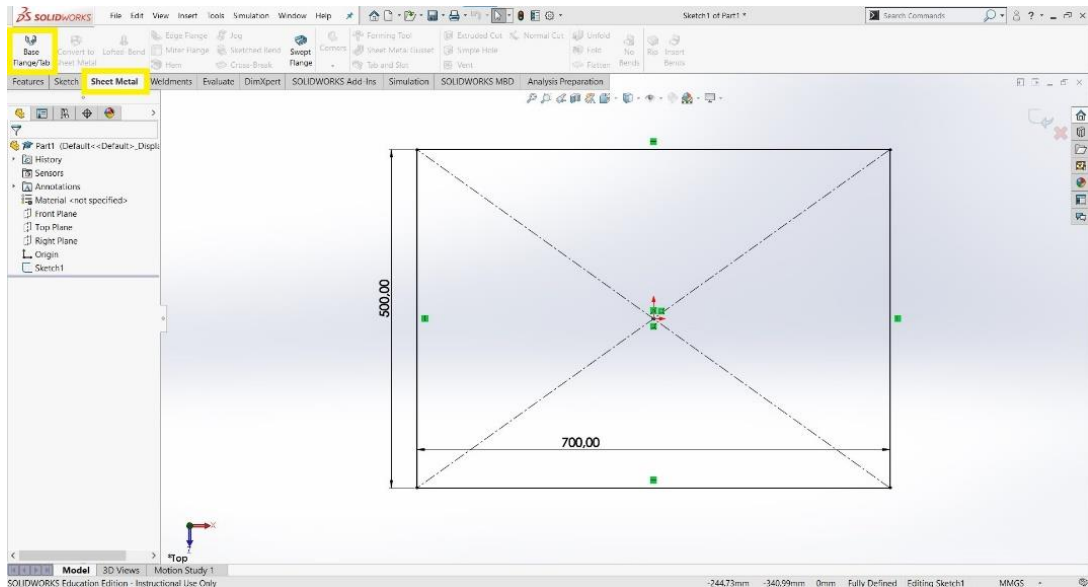 SOLIDWORKS File Edit View Insert Tools Simulation Window Help Sketch1 of Part1 * Search Commands
Base Flange/Tab
Convert to Sheet Metal
Lofted-Bend
Edge Flange
Miter Flange
Hem
Jog
Sketched Bend
Cross-Break
Swept Flange
Corners
Forming Tool
Sheet Metal Gusset
Tab and Slot
Extruded Cut
Simple Hole
Vent
Normal Cut
Unfold
Fold
Flatten
No Bends
Rip
Insert Bends
Features Sketch Sheet Metal Weldments Evaluate DimXpert SOLIDWORKS Add-Ins Simulation SOLIDWORKS MBD Analysis Preparation
Part1 (Default<<Default>_Displa
History
Sensors
Annotations
Material <not specified>
Front Plane
Top Plane
Right Plane
Origin
Sketch1
500,00
700,00
X
*Top
Model 3D Views Motion Study 1
SOLIDWORKS Education Edition - Instructional Use Only -244.73mm -340.99mm 0mm Fully Defined Editing Sketch1 MMGS